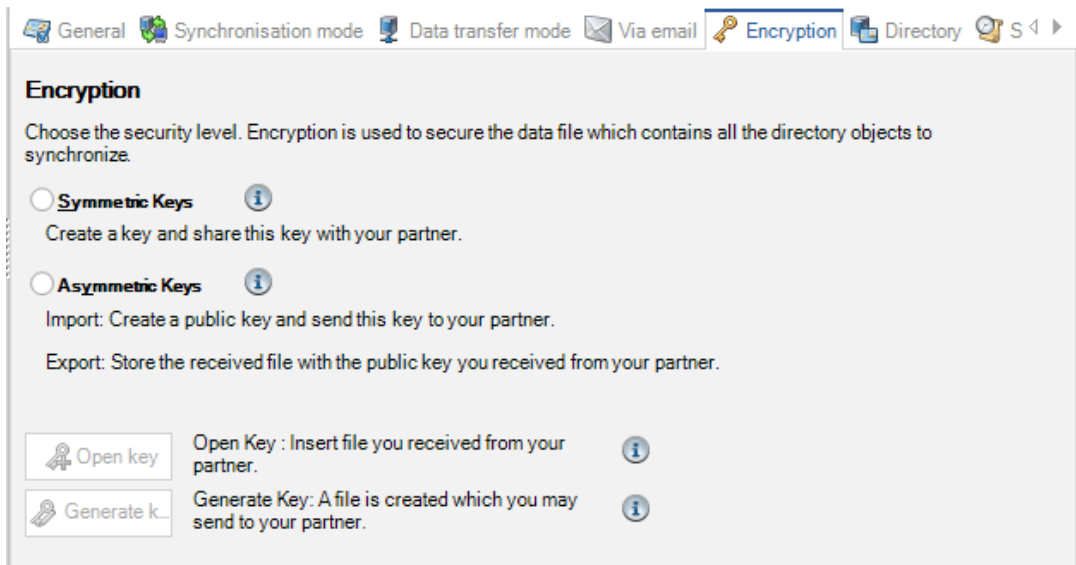 General Synchronisation mode Data transfer mode Via email Encryption Directory S
Encryption
Choose the security level. Encryption is used to secure the data file which contains all the directory objects to
synchronize.
Symmetric Keys
Create a key and share this key with your partner.
Asymmetric Keys
Import: Create a public key and send this key to your partner.
Export: Store the received file with the public key you received from your partner.
Open key
Open Key : Insert file you received from your
partner.
Generate k...
Generate Key: A file is created which you may
send to your partner.